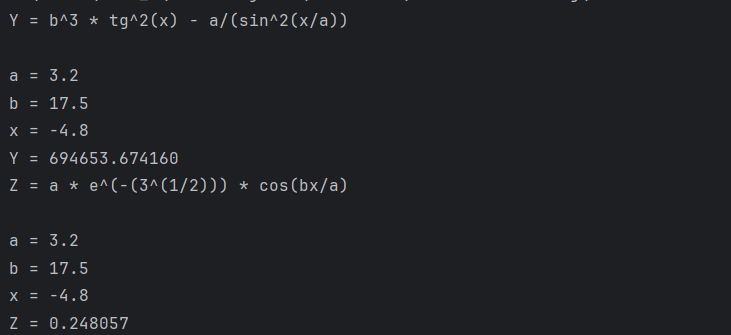 Y = b^3 * tg^2(x) - a/(sin^2(x/a))
a = 3.2
b = 17.5
x = -4.8
Y = 694653.674160
Z = a * e^(-(3^(1/2))) * cos(bx/a)
a = 3.2
b = 17.5
x = -4.8
Z = 0.248057